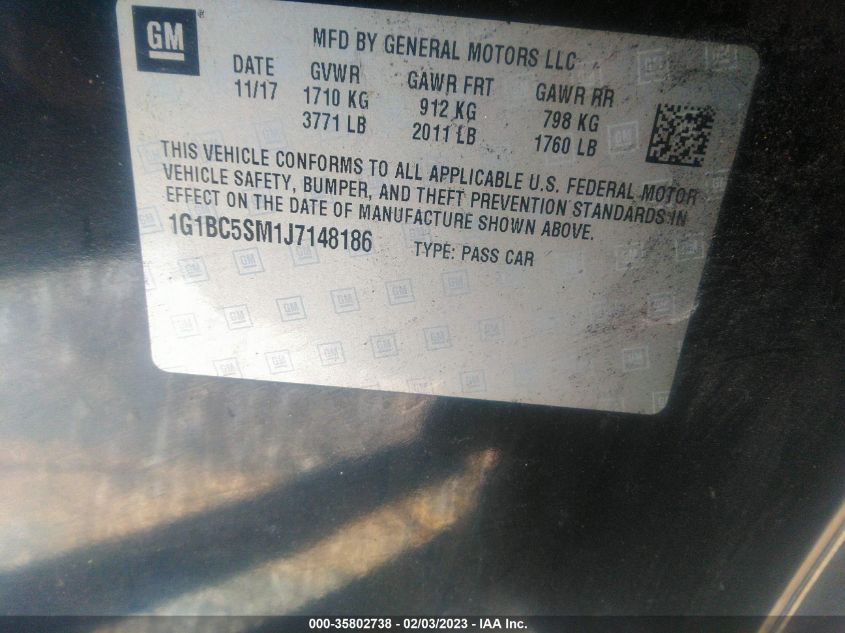 GM
MFD BY GENERAL MOTORS LLC
DATE GVWR GAWR FRT GAWR RR
11/17 1710 KG 912 KG 798 KG
3771 LB 2011 LB 1760 LB
THIS VEHICLE CONFORMS TO ALL APPLICABLE U.S. FEDERAL MOTOR
VEHICLE SAFETY, BUMPER, AND THEFT PREVENTION STANDARDS IN
EFFECT ON THE DATE OF MANUFACTURE SHOWN ABOVE.
1G1BC5SM1J7148186 TYPE: PASS CAR
000-35802738 - 02/03/2023 - IAA Inc.